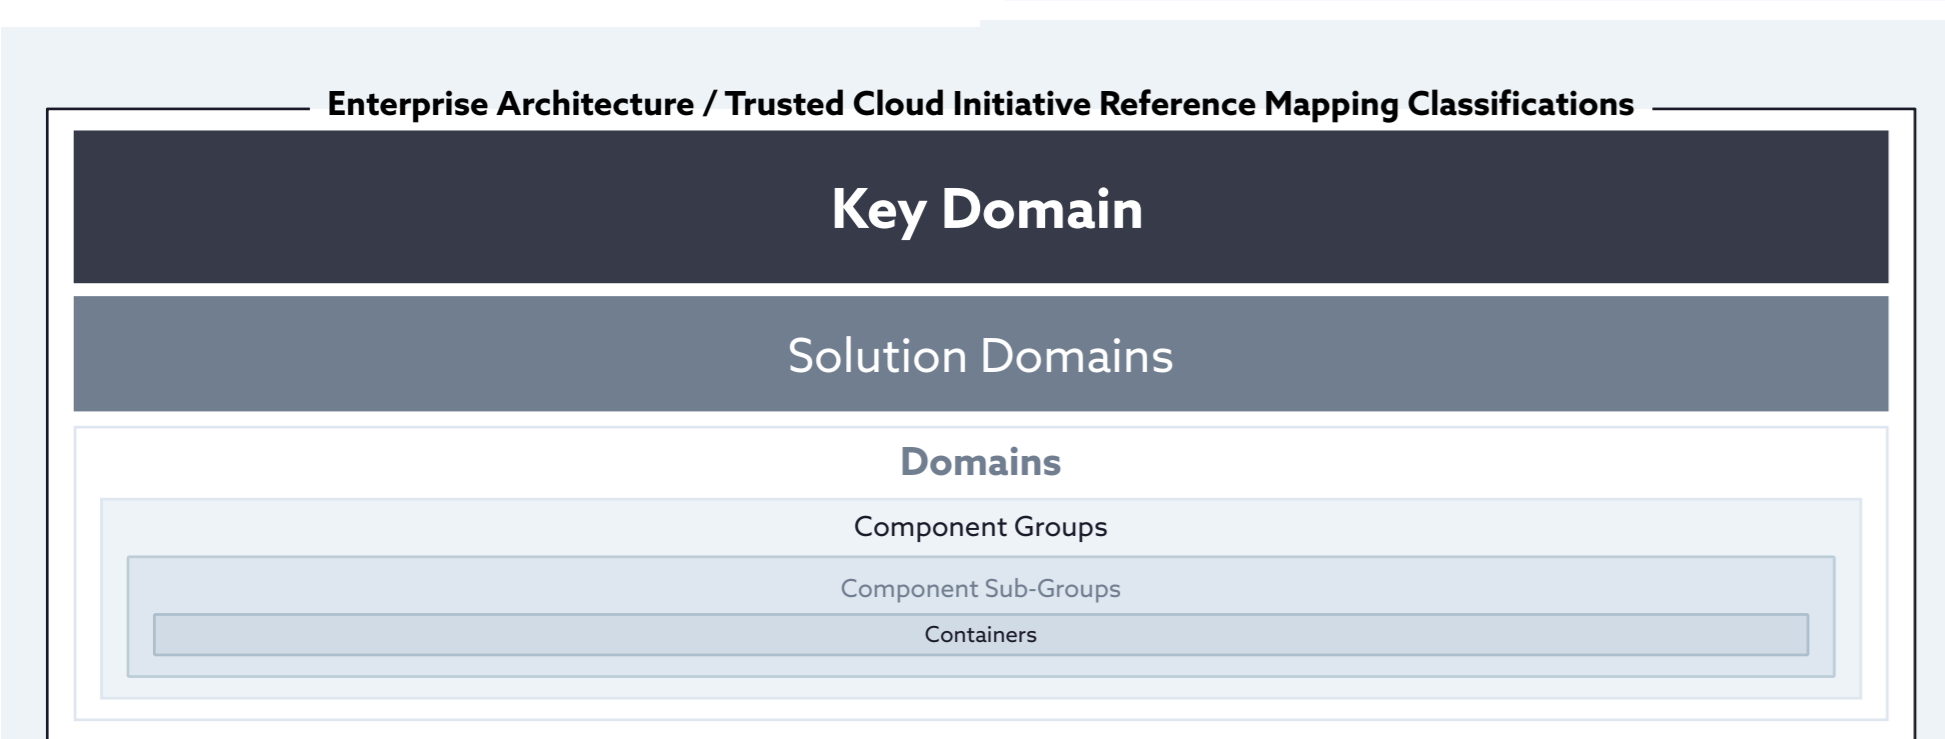 Enterprise Architecture / Trusted Cloud Initiative Reference Mapping Classifications
Key Domain
Solution Domains
Domains
Component Groups
Component Sub-Groups
Containers